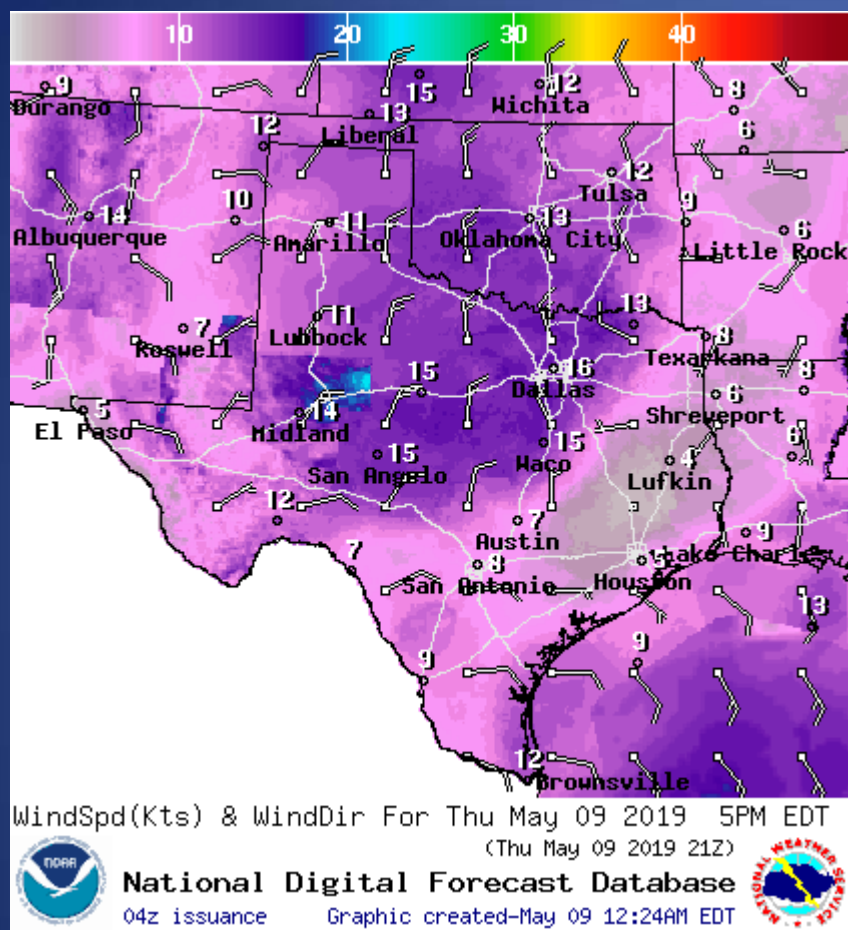 10 20 30 40
9 15 12 8
Durango 13 Wichita
12 Liberal 6
12
Tulsa
14 10 11 13 9 6
Albuquerque Amarillo Oklahoma City Little Rock
7 11 13 8
Roswell Lubbock Texarkana
15 16 8
5 14 Dallas 6
El Paso Midland Shreveport
15 15 4 6
San Angelo Waco Lufkin
12 7 9
Austin
7 8 5 Lake Charles
San Antonio Houston
13
9 9
12
Brownsville
WindSpd(Kts) & WindDir For Thu May 09 2019 5PM EDT
(Thu May 09 2019 21Z)
NOAA
National Digital Forecast Database
04z issuance Graphic created-May 09 12:24AM EDT
NATIONAL WEATHER SERVICE